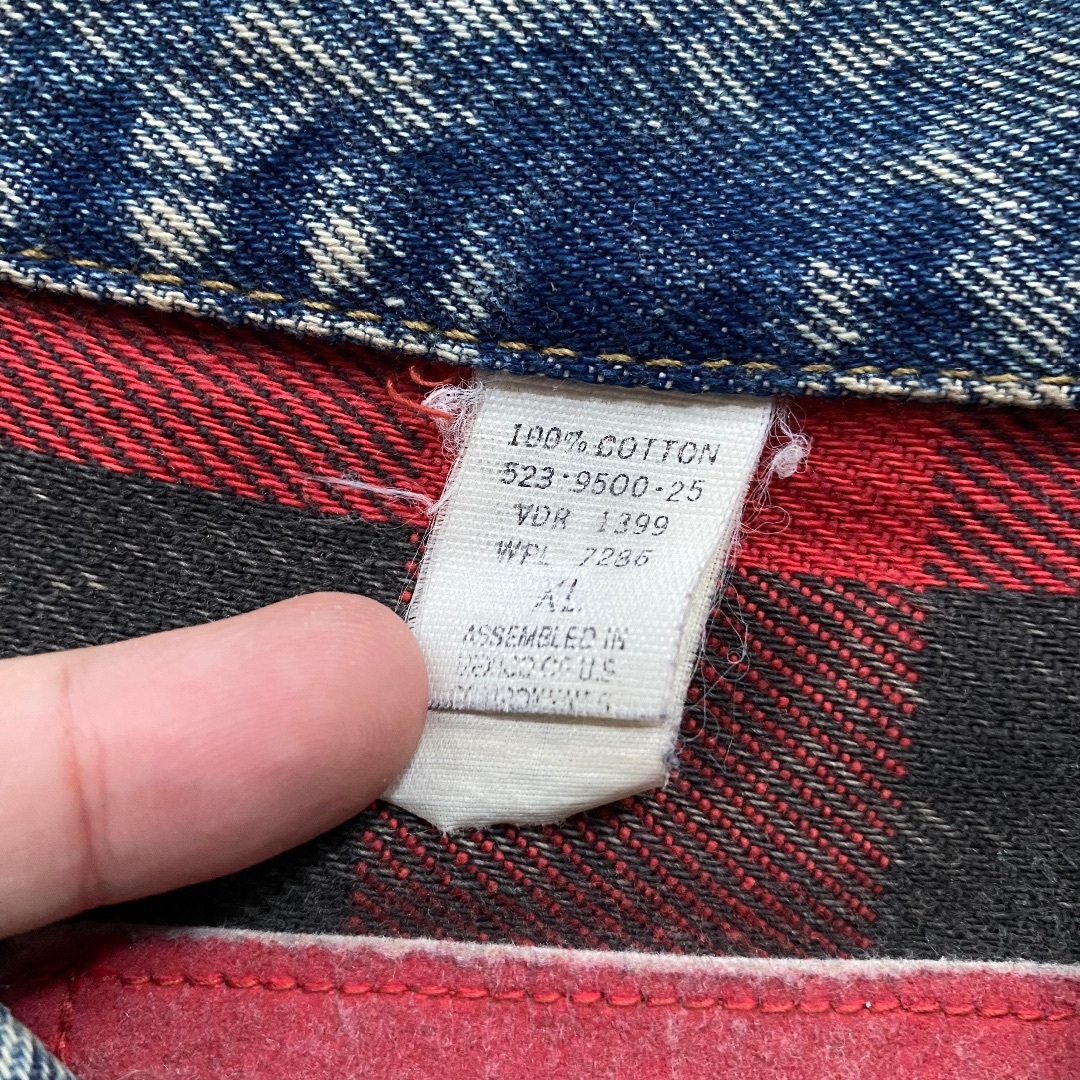 100% COTTON
523·9500·25
VDR 1399
WPL 7286
XL
ASSEMBLED IN
MEXICO OF U.S